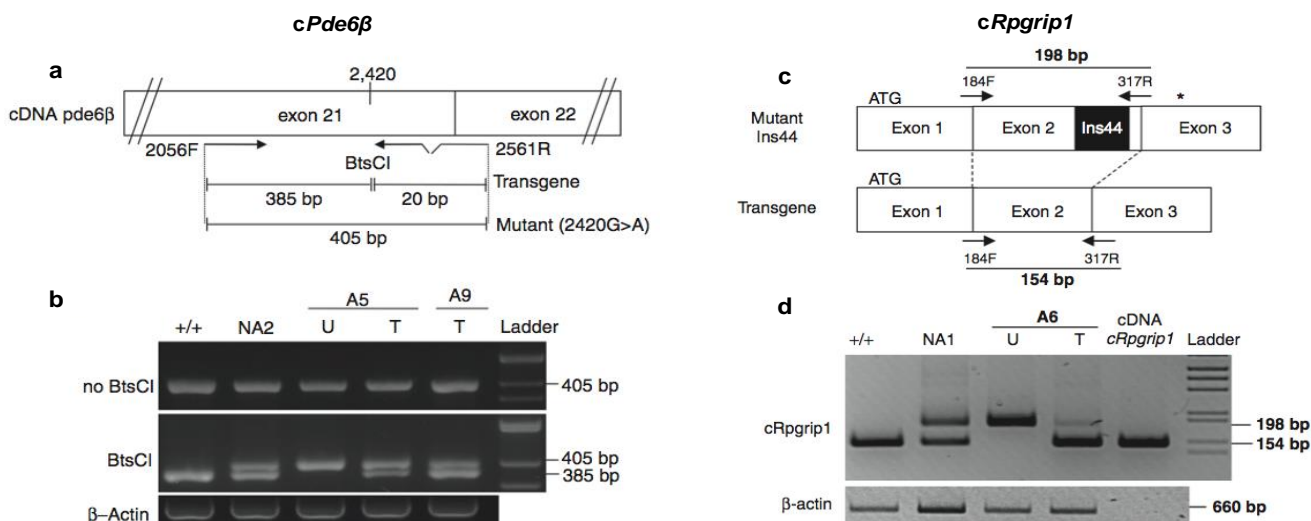 cPde6β
a
2,420
cDNA pde6β
exon 21
exon 22
2056F
2561R
BtsCI
Transgene
385 bp
20 bp
Mutant (2420G>A)
405 bp
b
A5
A9
+/+
NA2
U
T
T
Ladder
no BtsCI
405 bp
BtsCI
405 bp
385 bp
β–Actin
cRpgrip1
198 bp
c
184F
317R
*
ATG
Mutant
Ins44
Exon 1
Exon 2
Ins44
Exon 3
ATG
Transgene
Exon 1
Exon 2
Exon 3
184F
317R
154 bp
d
A6
cDNA
+/+
NA1
U
T
cRpgrip1
Ladder
cRpgrip1
198 bp
154 bp
β-actin
660 bp